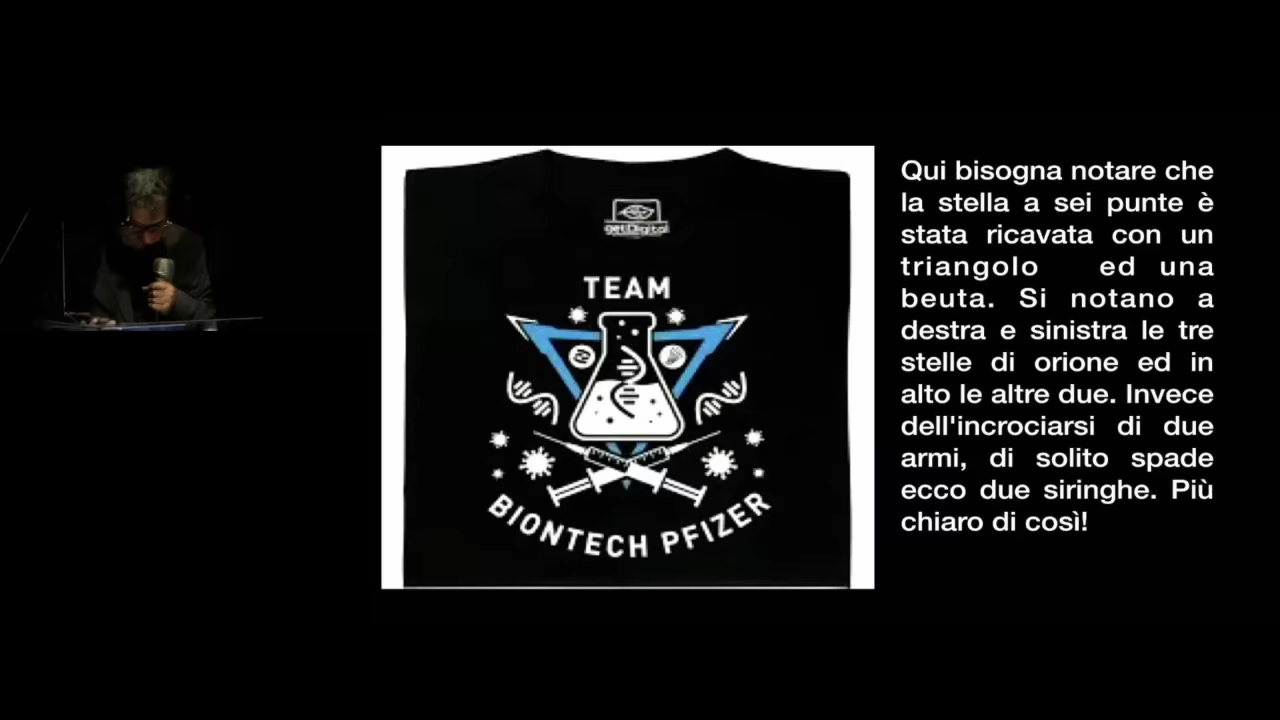 getDigital
TEAM
BIONTECH PFIZER
Qui bisogna notare che
la stella a sei punte è
stata ricavata con un
triangolo ed una
beuta. Si notano a
destra e sinistra le tre
stelle di orione ed in
alto le altre due. Invece
dell'incrociarsi di due
armi, di solito spade
ecco due siringhe. Più
chiaro di così!